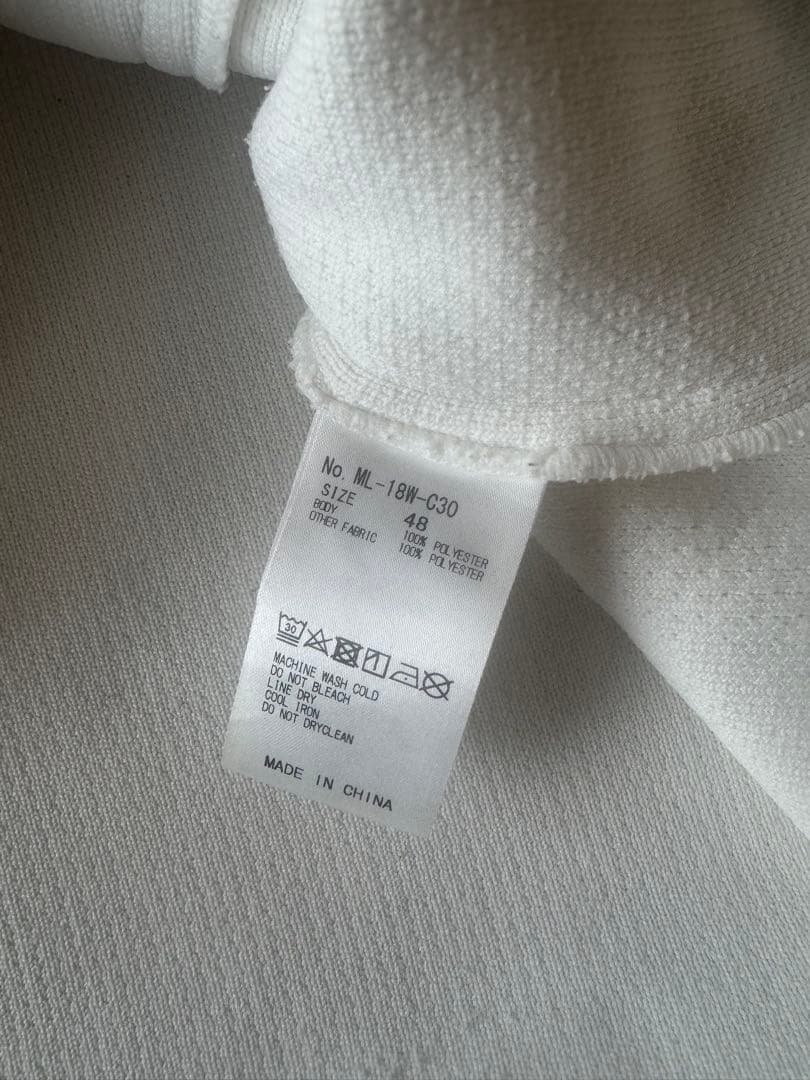 No. ML-18W-C30
SIZE 48
BODY 100% POLYESTER
OTHER FABRIC 100% POLYESTER
30
MACHINE WASH COLD
DO NOT BLEACH
LINE DRY
COOL IRON
DO NOT DRYCLEAN
MADE IN CHINA